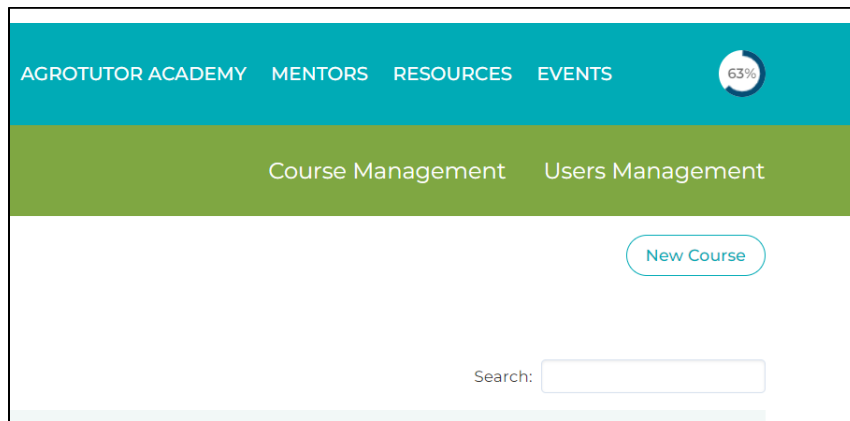 AGROTUTOR ACADEMY MENTORS RESOURCES EVENTS 63%
Course Management Users Management
New Course
Search: